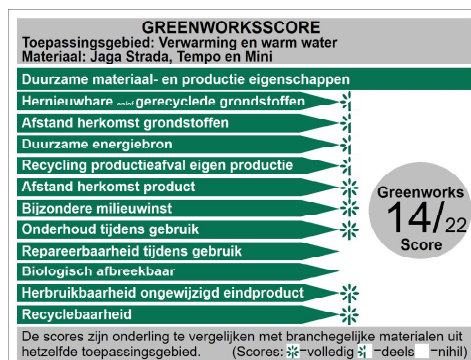 GREENWORKSSCORE
Toepassingsgebied: Verwarming en warm water
Materiaal: Jaga Strada, Tempo en Mini
Duurzame materiaal- en productie eigenschappen
Hernieuwbare en/of gerecyclede grondstoffen
Afstand herkomst grondstoffen
Duurzame energiebron
Recycling productieafval eigen productie
Afstand herkomst product
Bijzondere milieuwinst
Onderhoud tijdens gebruik
Repareerbaarheid tijdens gebruik
Biologisch afbreekbaar
Herbruikbaarheid ongewijzigd eindproduct
Recyclebaarheid
Greenworks
14/22
Score
De scores zijn onderling te vergelijken met branchegelijke materialen uit
hetzelfde toepassingsgebied. (Scores: =volledig =deels =nihil)